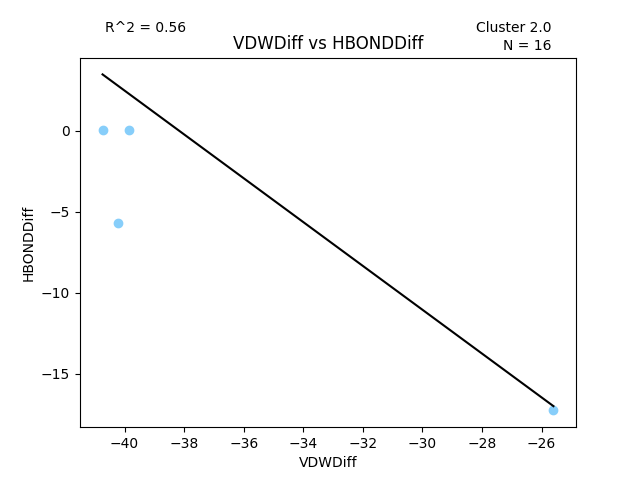 R^2 = 0.56
Cluster 2.0
N = 16
VDWDiff vs HBONDDiff
0
−5
−10
−15
HBONDDiff
−40 −38 −36 −34 −32 −30 −28 −26
VDWDiff